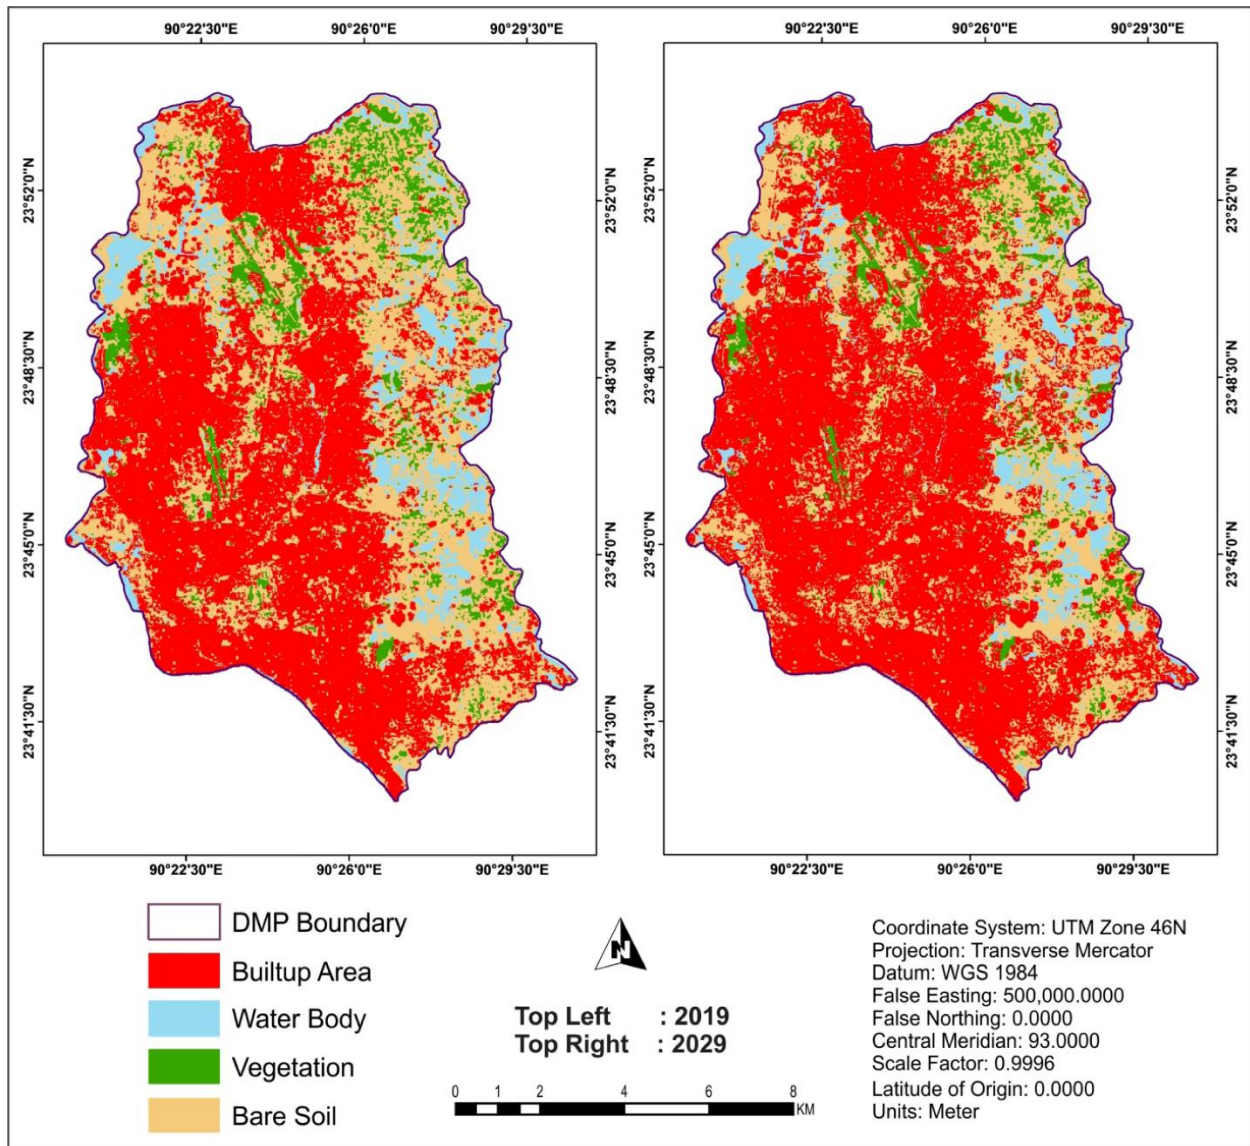 90°22'30"E 90°26'0"E 90°29'30"E 90°22'30"E 90°26'0"E 90°29'30"E
23°52'0"N 23°52'0"N 23°52'0"N 23°52'0"N
23°48'30"N 23°48'30"N 23°48'30"N 23°48'30"N
23°45'0"N 23°45'0"N 23°45'0"N 23°45'0"N
23°41'30"N 23°41'30"N 23°41'30"N 23°41'30"N
90°22'30"E 90°26'0"E 90°29'30"E 90°22'30"E 90°26'0"E 90°29'30"E
DMP Boundary
Builtup Area
Water Body
Vegetation
Bare Soil
N
Top Left : 2019
Top Right : 2029
0 1 2 4 6 8
KM
Coordinate System: UTM Zone 46N
Projection: Transverse Mercator
Datum: WGS 1984
False Easting: 500,000.0000
False Northing: 0.0000
Central Meridian: 93.0000
Scale Factor: 0.9996
Latitude of Origin: 0.0000
Units: Meter